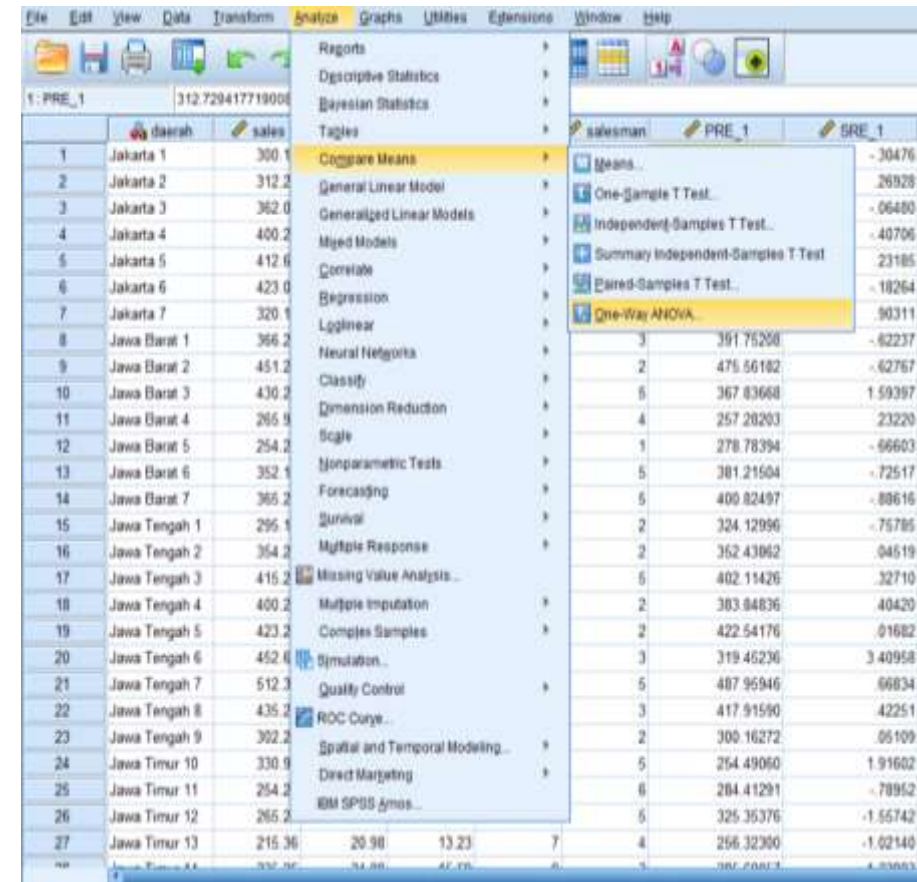 File Edit View Data Transform Analyze Graphs Utilities Extensions Window Help
1 : PRE_1 312.729417719008
daerah sales salesman PRE_1 SRE_1
Reports
Descriptive Statistics
Bayesian Statistics
Tables
Compare Means
General Linear Model
Generalized Linear Models
Mixed Models
Correlate
Regression
Loglinear
Neural Networks
Classify
Dimension Reduction
Scale
Nonparametric Tests
Forecasting
Survival
Multiple Response
Missing Value Analysis...
Multiple Imputation
Complex Samples
Simulation...
Quality Control
ROC Curve...
Spatial and Temporal Modeling...
Direct Marketing
IBM SPSS Amos...
Means...
One-Sample T Test...
Independent-Samples T Test...
Summary Independent-Samples T Test
Paired-Samples T Test...
One-Way ANOVA...
1 Jakarta 1 300.1 -.30476
2 Jakarta 2 312.2 .26928
3 Jakarta 3 362.0 -.06480
4 Jakarta 4 400.2 -.40706
5 Jakarta 5 412.6 .23185
6 Jakarta 6 423.0 -.18264
7 Jakarta 7 320.1 .90311
8 Jawa Barat 1 366.2 3 391.75208 -.62237
9 Jawa Barat 2 451.2 2 475.56182 -.62767
10 Jawa Barat 3 430.2 367.83668 1.59397
11 Jawa Barat 4 265.9 4 257.28203 .23220
12 Jawa Barat 5 254.2 1 278.78394 -.66603
13 Jawa Barat 6 352.1 5 381.21504 -.72517
14 Jawa Barat 7 365.2 5 400.82497 -.88616
15 Jawa Tengah 1 295.1 2 324.12996 -.75785
16 Jawa Tengah 2 354.2 2 352.43862 .04519
17 Jawa Tengah 3 415.2 402.11426 .32710
18 Jawa Tengah 4 400.2 2 383.84836 .40420
19 Jawa Tengah 5 423.2 2 422.54176 .01682
20 Jawa Tengah 6 452.6 3 319.45236 3.40958
21 Jawa Tengah 7 512.3 5 487.95946 .66834
22 Jawa Tengah 8 435.2 3 417.91590 .42251
23 Jawa Tengah 9 302.2 2 300.16272 .05109
24 Jawa Timur 10 330.9 5 254.49060 1.91602
25 Jawa Timur 11 254.2 6 284.41291 -.78952
26 Jawa Timur 12 265.2 5 325.35376 -1.55742
27 Jawa Timur 13 215.36 20.98 13.23 7 4 256.32300 -1.02140